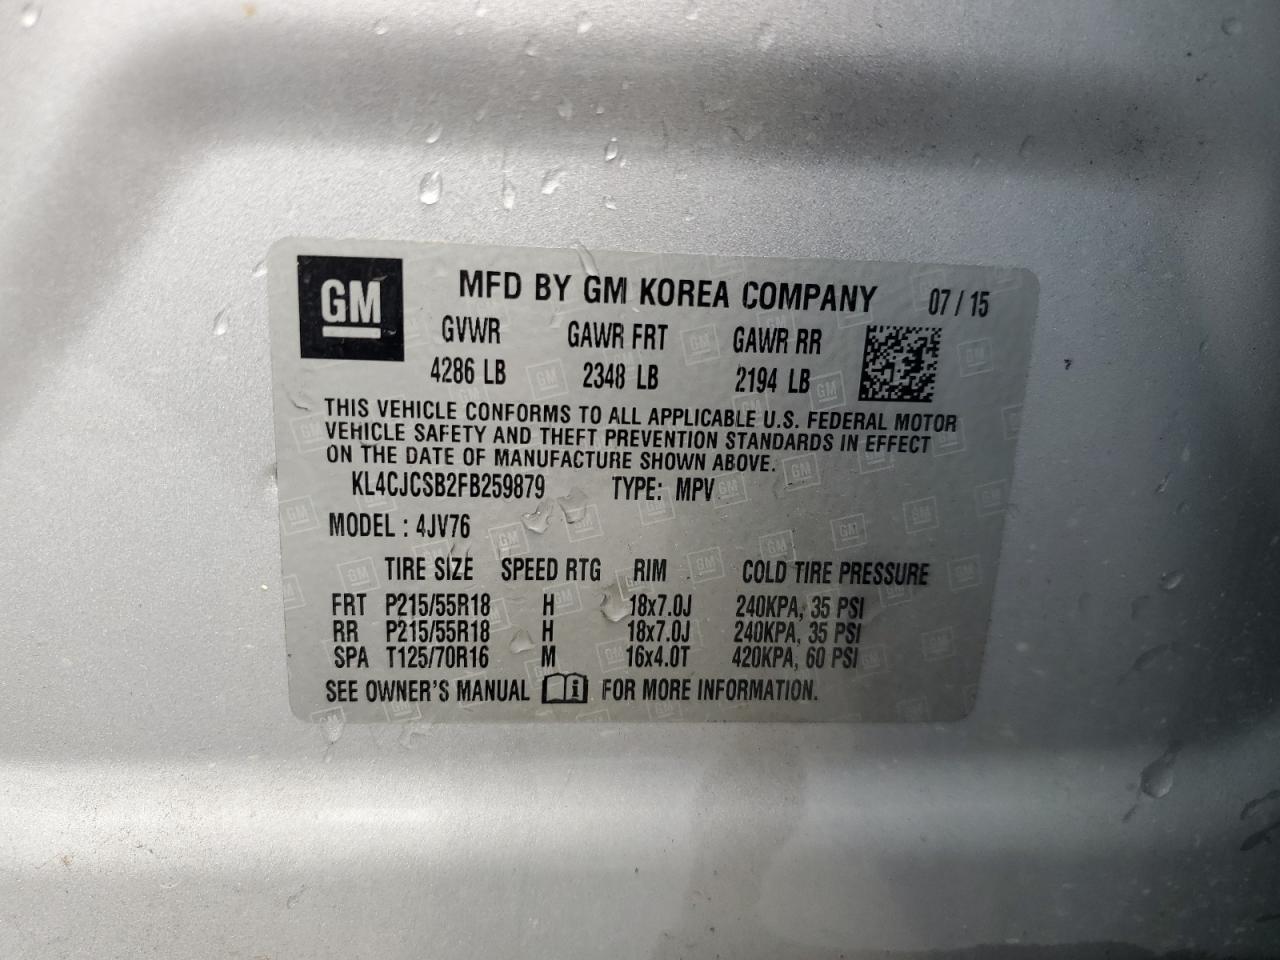 GM
MFD BY GM KOREA COMPANY 07/15
GVWR GAWR FRT GAWR RR
4286 LB 2348 LB 2194 LB
THIS VEHICLE CONFORMS TO ALL APPLICABLE U.S. FEDERAL MOTOR
VEHICLE SAFETY AND THEFT PREVENTION STANDARDS IN EFFECT
ON THE DATE OF MANUFACTURE SHOWN ABOVE.
KL4CJCSB2FB259879 TYPE: MPV
MODEL : 4JV76
TIRE SIZE SPEED RTG RIM COLD TIRE PRESSURE
FRT P215/55R18 H 18x7.0J 240KPA, 35 PSI
RR P215/55R18 H 18x7.0J 240KPA, 35 PSI
SPA T125/70R16 M 16x4.0T 420KPA, 60 PSI
SEE OWNER'S MANUAL i FOR MORE INFORMATION.